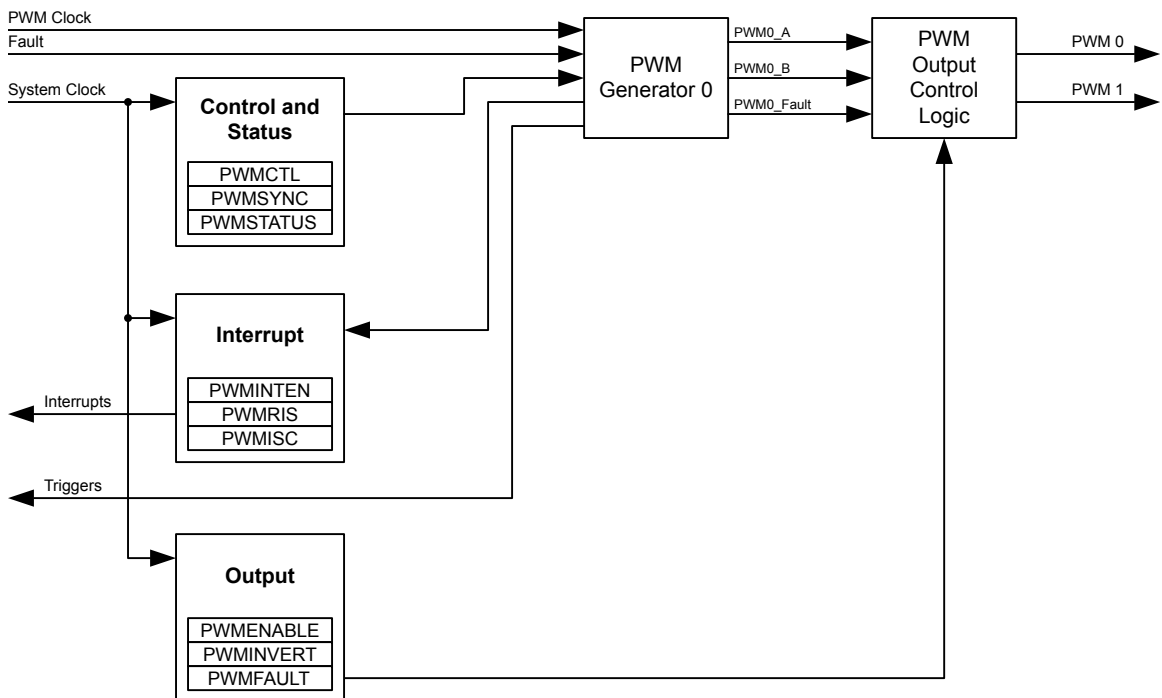 PWM Clock
Fault
System Clock
Control and
Status
PWMCTL
PWMSYNC
PWMSTATUS
Interrupt
PWMINTEN
PWMRIS
PWMISC
Interrupts
Triggers
Output
PWMENABLE
PWMINVERT
PWMFAULT
PWM
Generator 0
PWM0_A
PWM0_B
PWM0_Fault
PWM
Output
Control
Logic
PWM 0
PWM 1